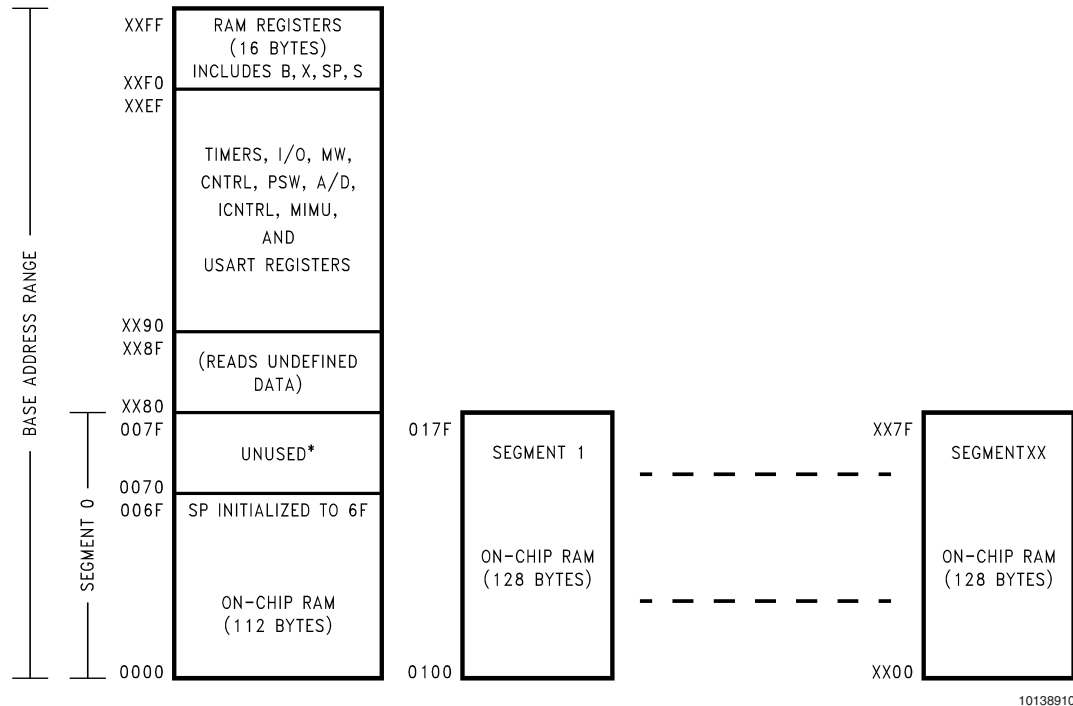 XXFF
RAM REGISTERS
(16 BYTES)
INCLUDES B, X, SP, S
XXF0
XXEF
TIMERS, I/O, MW,
CNTRL, PSW, A/D,
ICNTRL, MIMU,
AND
USART REGISTERS
XX90
XX8F
(READS UNDEFINED
DATA)
XX80
007F
UNUSED*
0070
006F
SP INITIALIZED TO 6F
ON-CHIP RAM
(112 BYTES)
0000
BASE ADDRESS RANGE
SEGMENT 0
017F
SEGMENT 1
ON-CHIP RAM
(128 BYTES)
0100
XX7F
SEGMENTXX
ON-CHIP RAM
(128 BYTES)
XX00
10138910